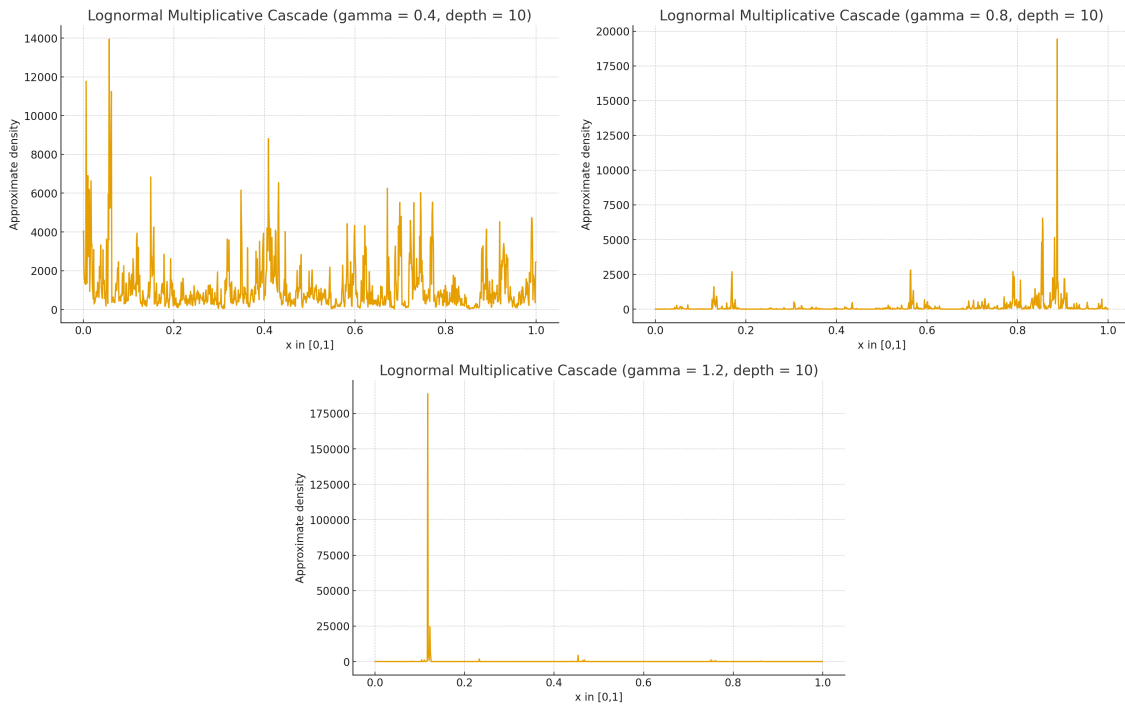 Lognormal Multiplicative Cascade (gamma = 0.4, depth = 10)
14000
12000
10000
8000
6000
4000
2000
0
Approximate density
0.0 0.2 0.4 0.6 0.8 1.0
x in [0,1]
Lognormal Multiplicative Cascade (gamma = 0.8, depth = 10)
20000
17500
15000
12500
10000
7500
5000
2500
0
Approximate density
0.0 0.2 0.4 0.6 0.8 1.0
x in [0,1]
Lognormal Multiplicative Cascade (gamma = 1.2, depth = 10)
175000
150000
125000
100000
75000
50000
25000
0
Approximate density
0.0 0.2 0.4 0.6 0.8 1.0
x in [0,1]